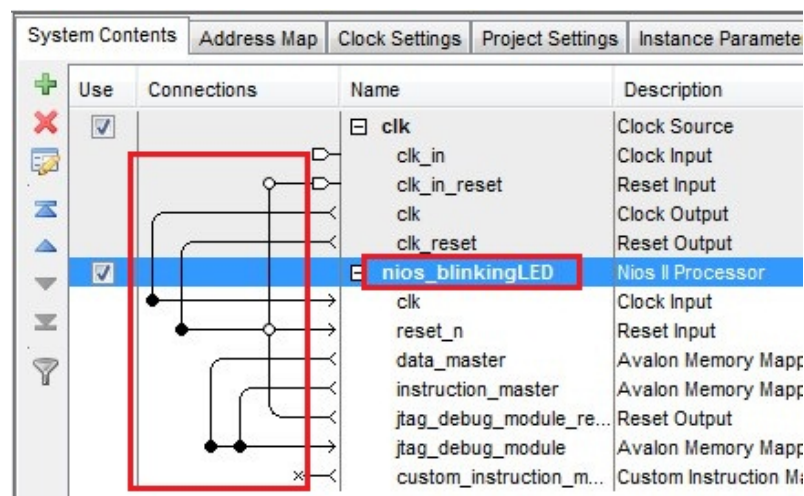 System Contents Address Map Clock Settings Project Settings Instance Paramete
Use Connections Name Description
clk Clock Source
clk_in Clock Input
clk_in_reset Reset Input
clk Clock Output
clk_reset Reset Output
nios_blinkingLED Nios II Processor
clk Clock Input
reset_n Reset Input
data_master Avalon Memory Mapp
instruction_master Avalon Memory Mapp
jtag_debug_module_re... Reset Output
jtag_debug_module Avalon Memory Mapp
custom_instruction_m... Custom Instruction Ma